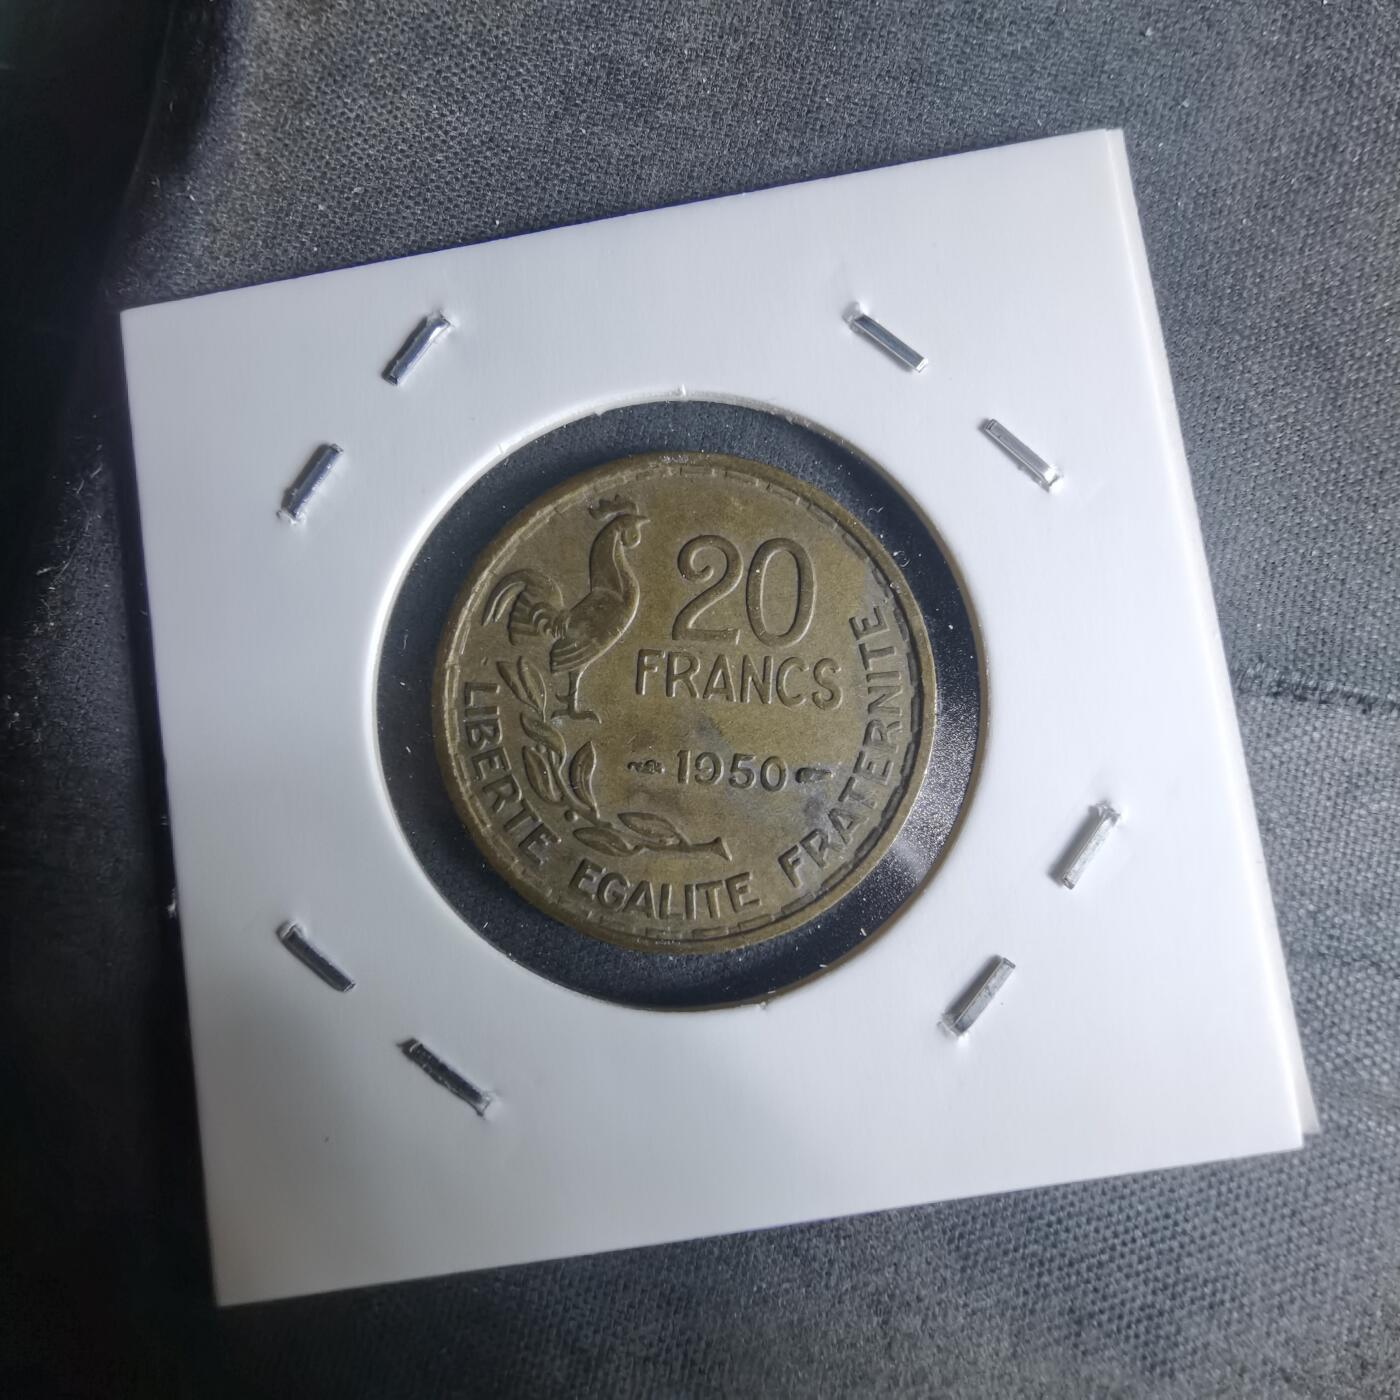 20
FRANCS
1950
LIBERTE EGALITE FRATERNITE